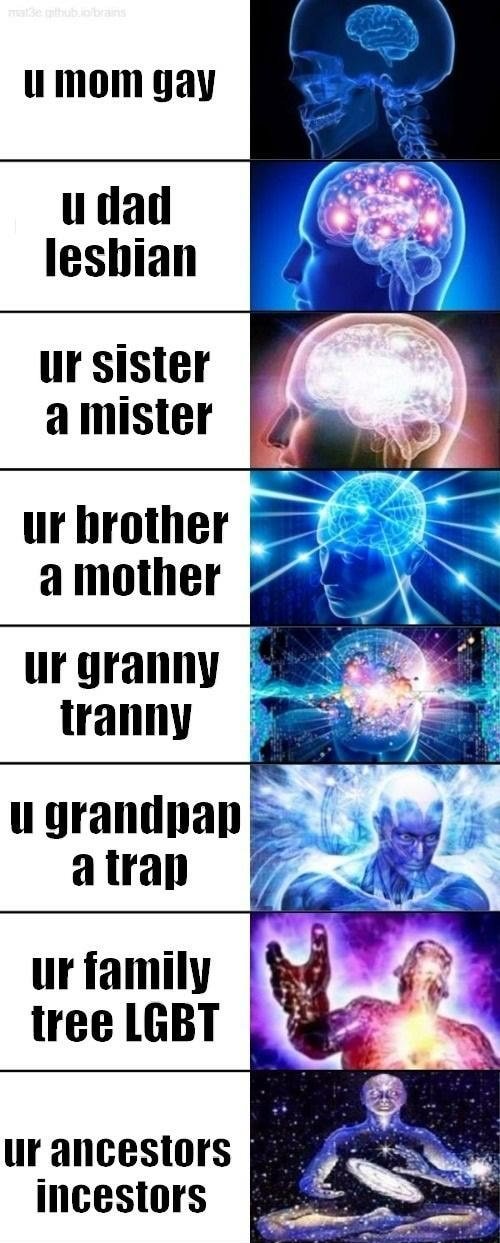 mat3e.github.io/brains
u mom gay
u dad
lesbian
ur sister
a mister
ur brother
a mother
ur granny
tranny
u grandpap
a trap
ur family
tree LGBT
ur ancestors
incestors